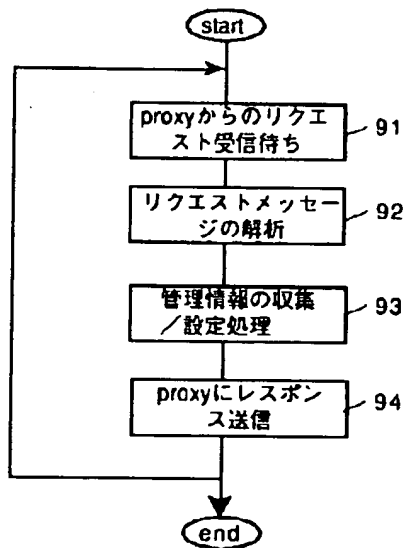 start
proxyからのリクエ
スト受信待ち
91
リクエストメッセー
ジの解析
92
管理情報の収集
/設定処理
93
proxyにレスポン
ス送信
94
end